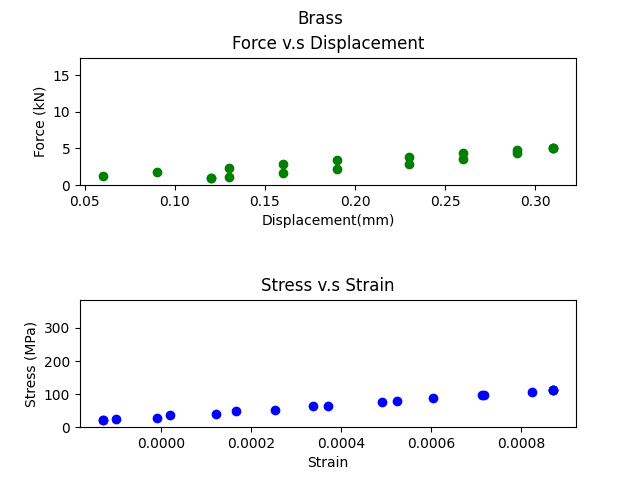 Brass
Force v.s Displacement
15
10
5
0
Force (kN)
0.05 0.10 0.15 0.20 0.25 0.30
Displacement(mm)
Stress v.s Strain
300
200
100
0
Stress (MPa)
0.0000 0.0002 0.0004 0.0006 0.0008
Strain